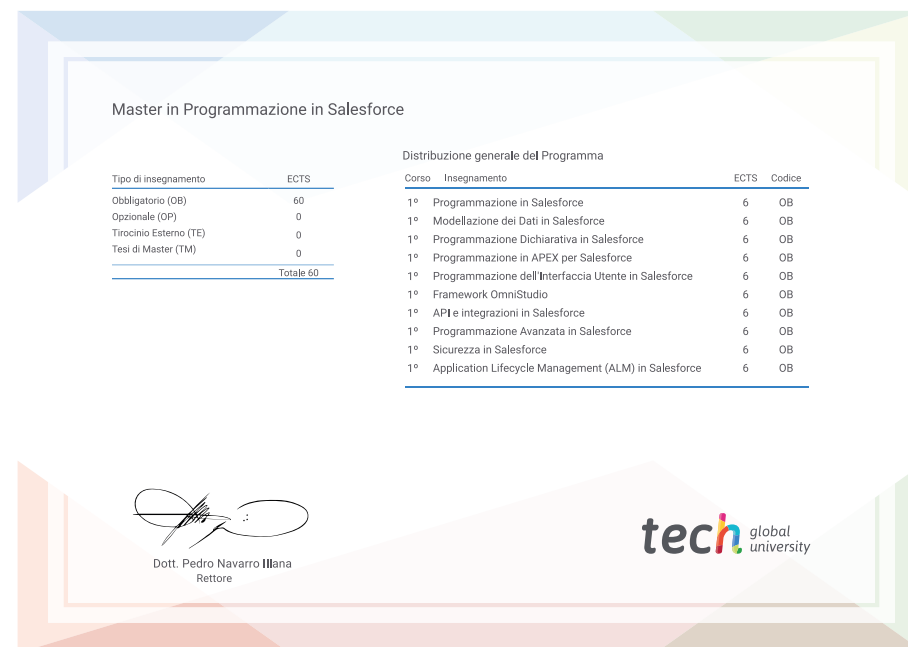 Master in Programmazione in Salesforce
Tipo di insegnamento ECTS
Obbligatorio (OB) 60
Opzionale (OP) 0
Tirocinio Esterno (TE) 0
Tesi di Master (TM) 0
Totale 60
Distribuzione generale del Programma
Corso Insegnamento ECTS Codice
1º Programmazione in Salesforce 6 OB
1º Modellazione dei Dati in Salesforce 6 OB
1º Programmazione Dichiarativa in Salesforce 6 OB
1º Programmazione in APEX per Salesforce 6 OB
1º Programmazione dell'Interfaccia Utente in Salesforce 6 OB
1º Framework OmniStudio 6 OB
1º API e integrazioni in Salesforce 6 OB
1º Programmazione Avanzata in Salesforce 6 OB
1º Sicurezza in Salesforce 6 OB
1º Application Lifecycle Management (ALM) in Salesforce 6 OB
Dott. Pedro Navarro Illana
Rettore
tech global
university